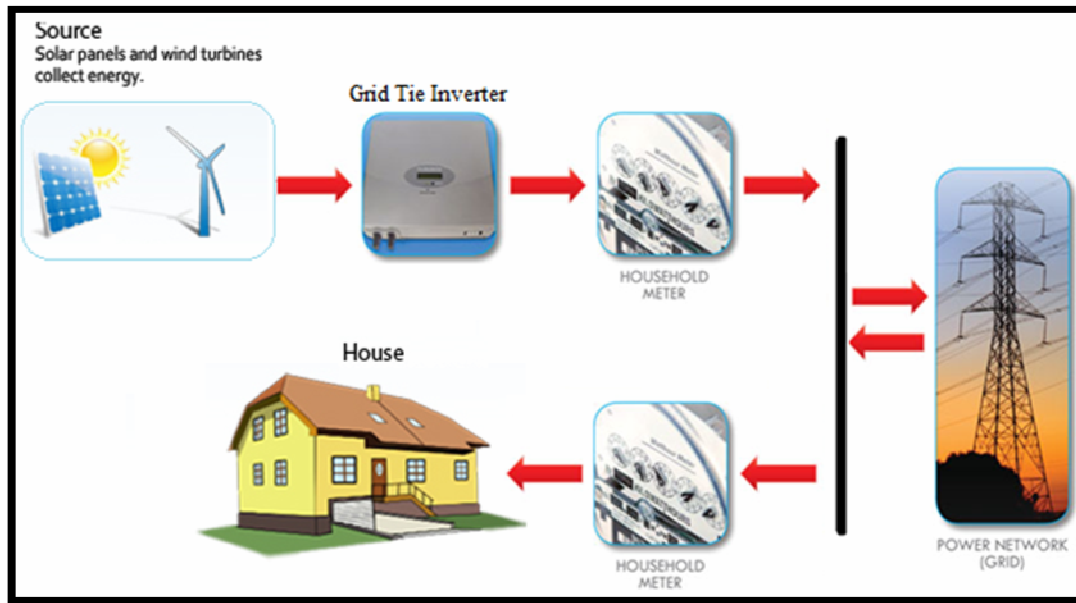 Source
Solar panels and wind turbines
collect energy.
Grid Tie Inverter
HOUSEHOLD
METER
House
HOUSEHOLD
METER
POWER NETWORK
(GRID)